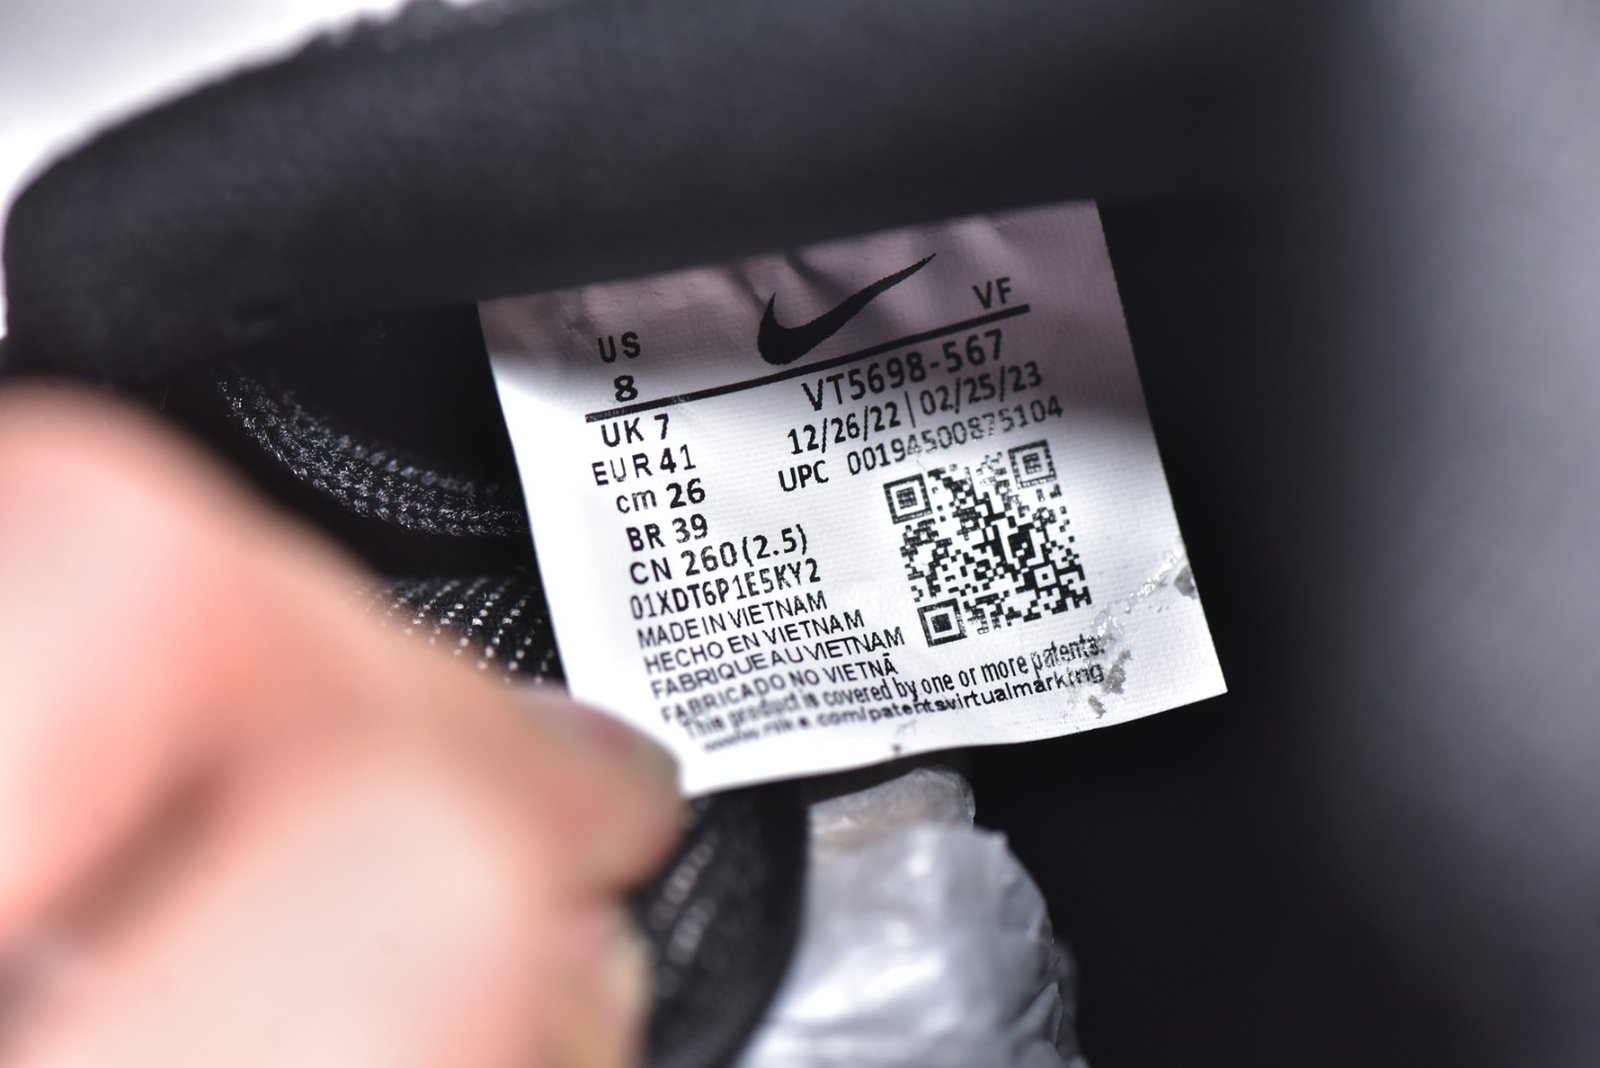 US
8
VF
VT5698-567
12/26/22 | 02/25/23
UPC 00194500875104
UK 7
EUR 41
cm 26
BR 39
CN 260(2.5)
01XDT6P1E5KY2
MADE IN VIETNAM
HECHO EN VIETNAM
FABRIQUE AU VIETNAM
FABRICADO NO VIETNÃ
This product is covered by one or more patents.
www.nike.com/patentsvirtualmarking